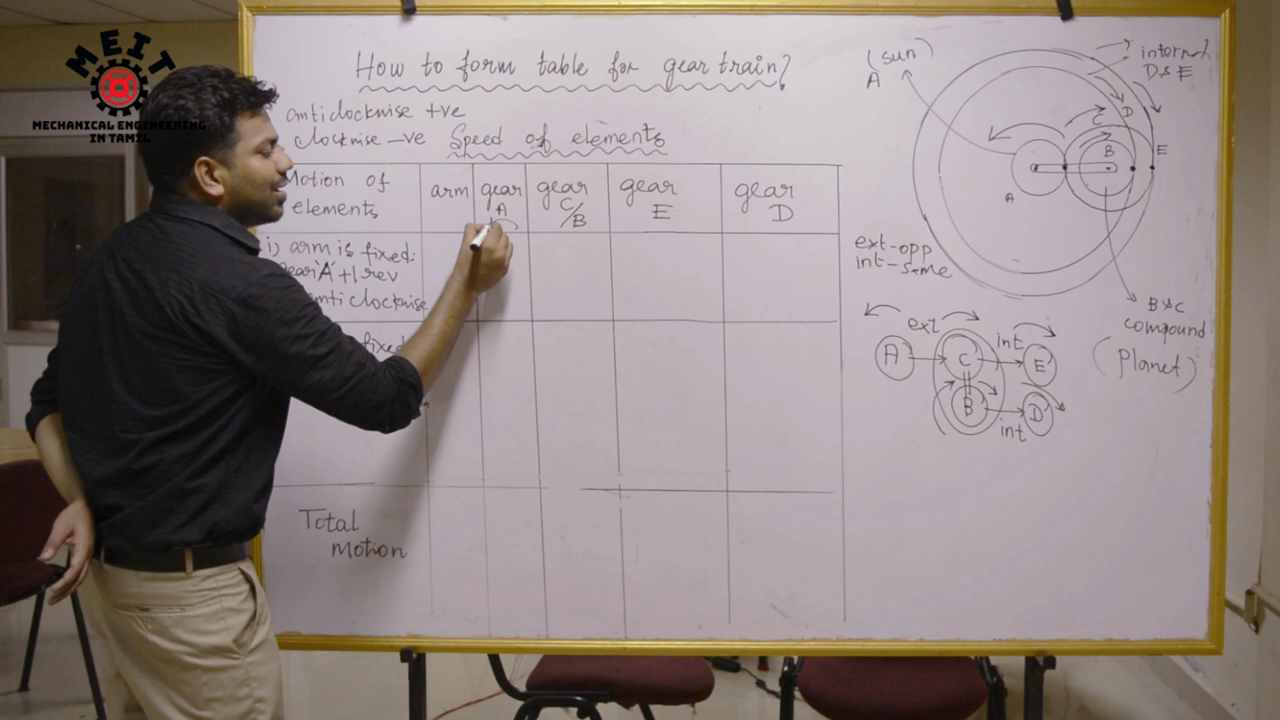 MEIT
MECHANICAL ENGINEERING
IN TAMIL
How to form table for gear train?
anticlockwise +ve
clockwise -ve Speed of elements
Motion of
elements
arm
gear
A
gear
C/B
gear
E
gear
D
i) arm is fixed:
gear 'A' +1 rev
anticlockwise
fixed
Total
Motion
(sun)
A
internal
D & E
C
D
B
E
A
ext-opp
int-same
B & C
compound
(Planet)
ext
int
A
C
E
B
D
int